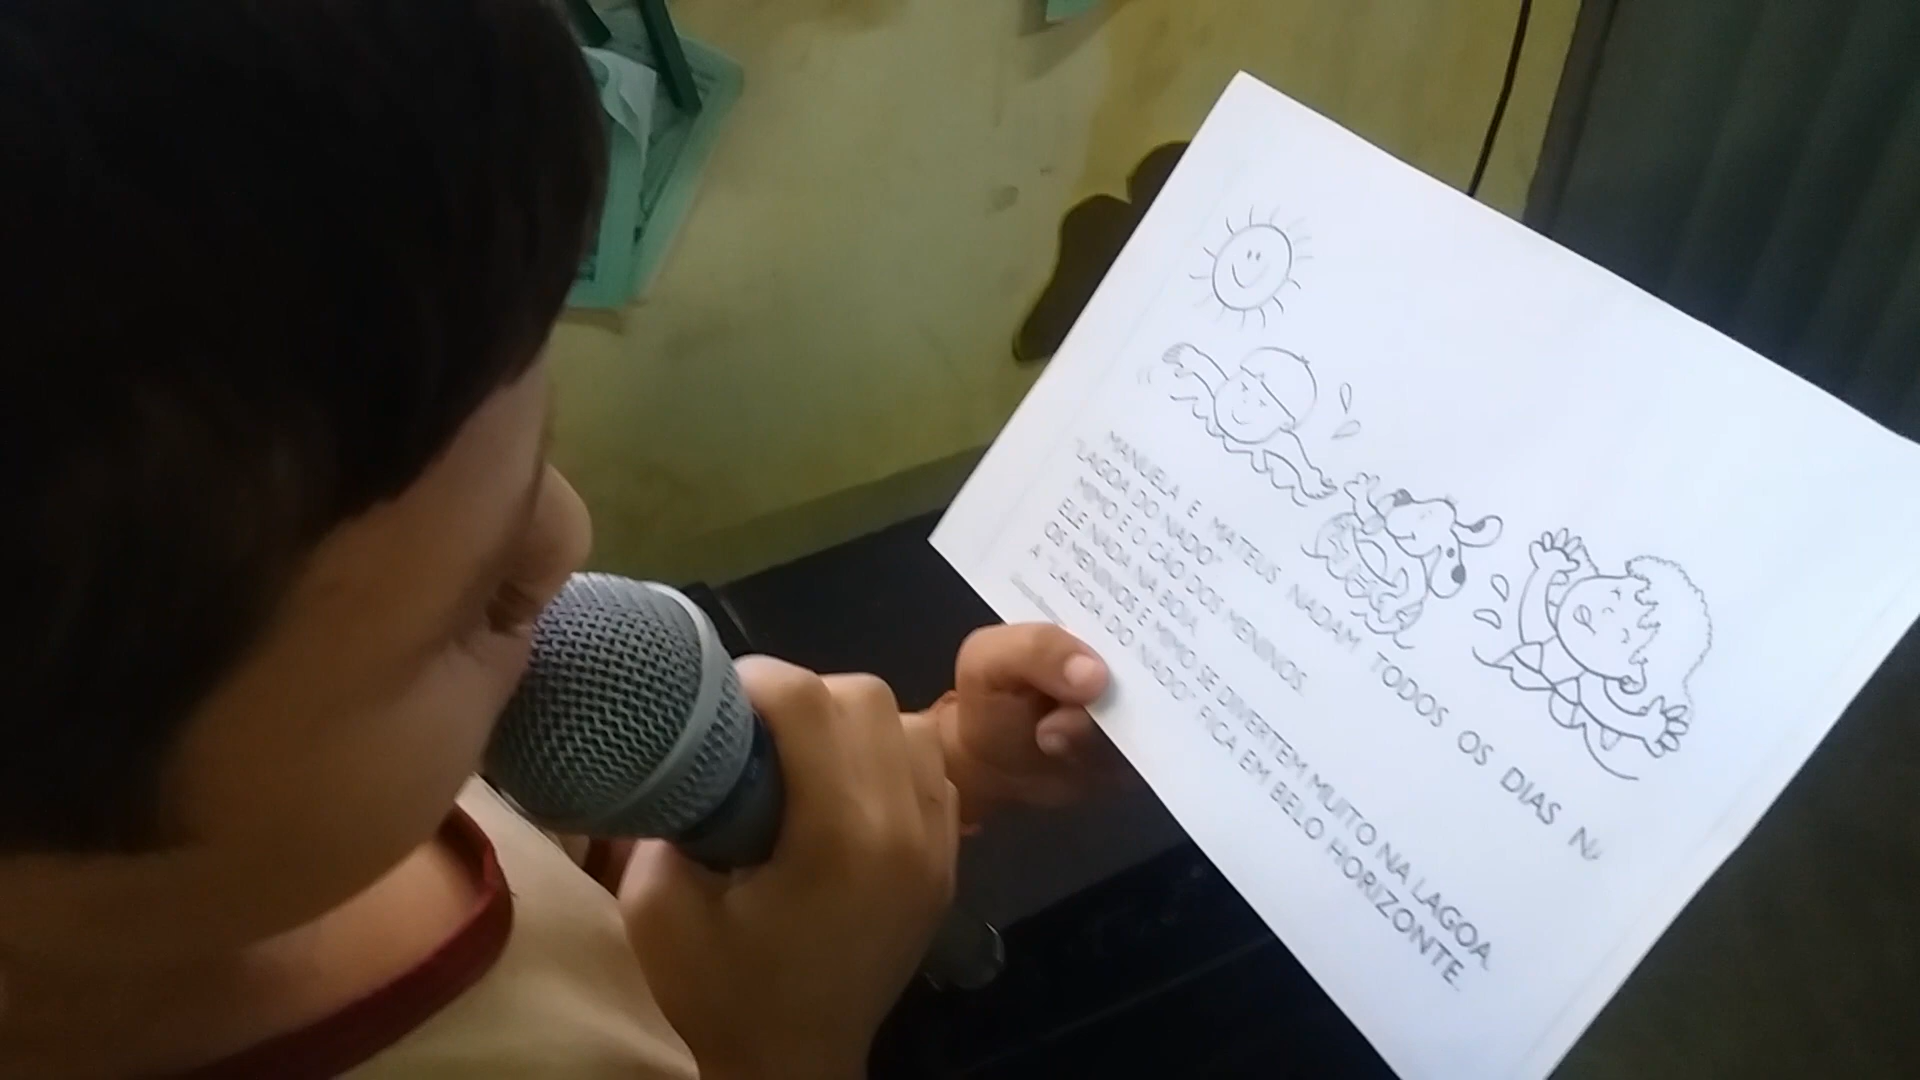 MANUELA E MATEUS NADAM TODOS OS DIAS NA
"LAGOA DO NADO"
MIMO E O CÃO DOS MENINOS.
ELE NADA NA BOIA.
OS MENINOS E MIMO SE DIVERTEM MUITO NA LAGOA.
A "LAGOA DO NADO" FICA EM BELO HORIZONTE.